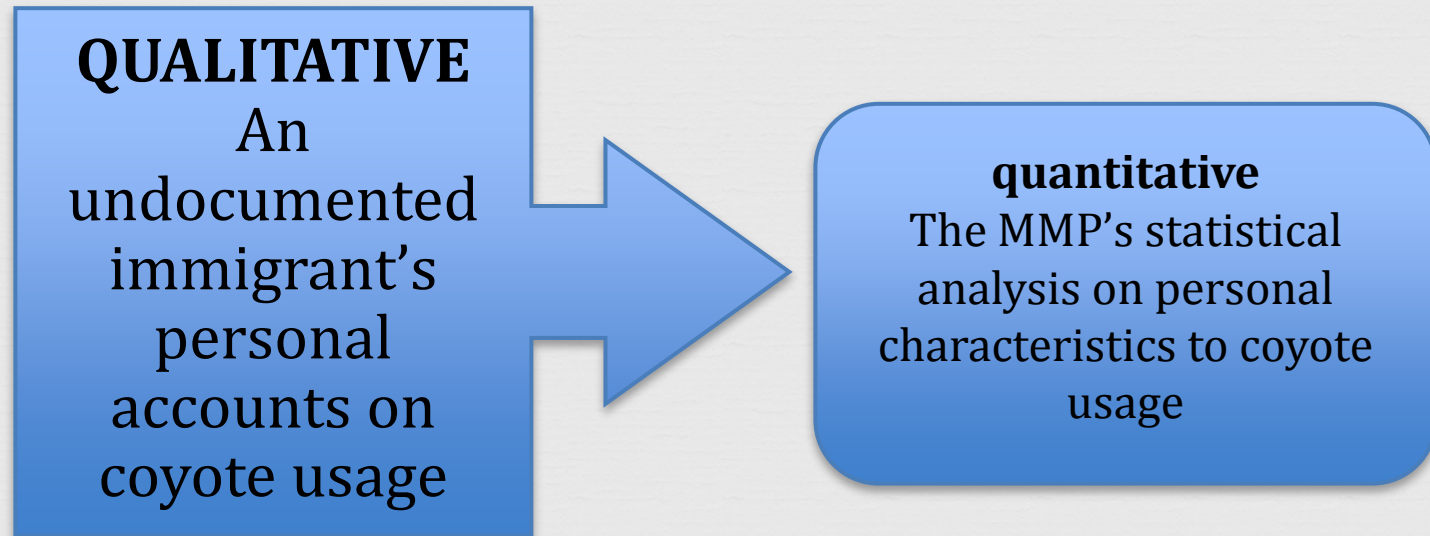 QUALITATIVE
An
undocumented
immigrant’s
personal
accounts on
coyote usage
quantitative
The MMP’s statistical
analysis on personal
characteristics to coyote
usage